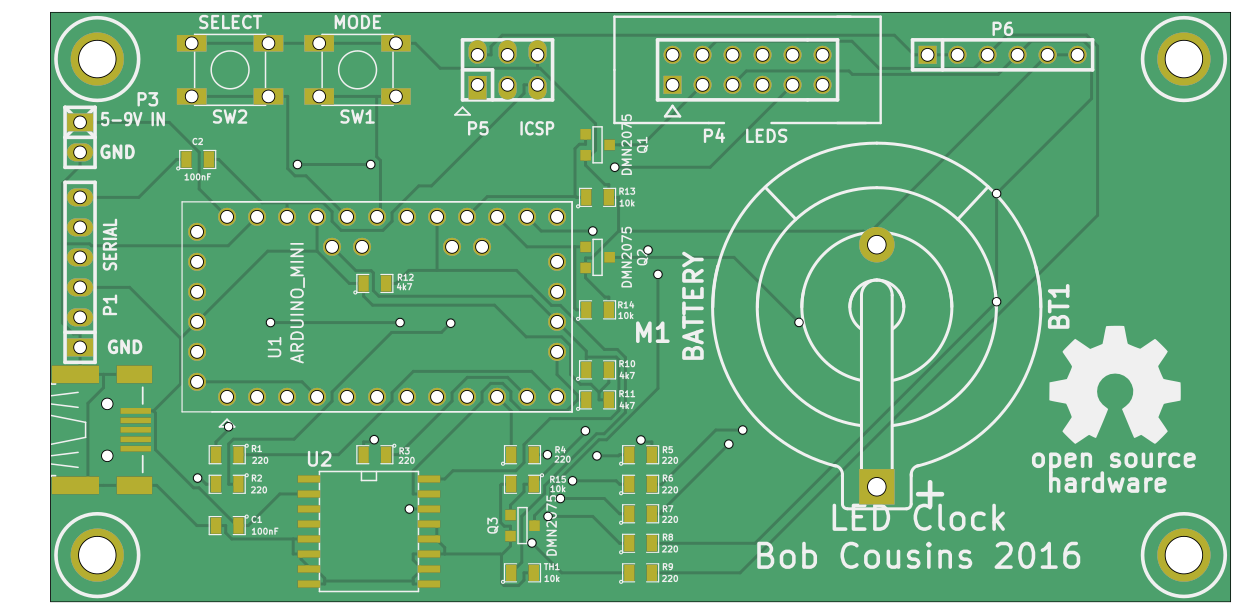 SELECT
MODE
P6
P3
5-9V IN
SW2
SW1
P5
ICSP
P4 LEDS
GND
C2
100nF
DMN2075
Q1
R13
10k
SERIAL
P1
ARDUINO_MINI
U1
R12
4k7
DMN2075
Q2
R14
10k
M1
BATTERY
BT1
GND
R10
4k7
R11
4k7
R1
220
R2
220
R3
220
R4
220
R15
10k
R5
220
R6
220
R7
220
R8
220
R9
220
U2
C1
100nF
Q3
DMN2075
TH1
10k
+
open source
hardware
LED Clock
Bob Cousins 2016